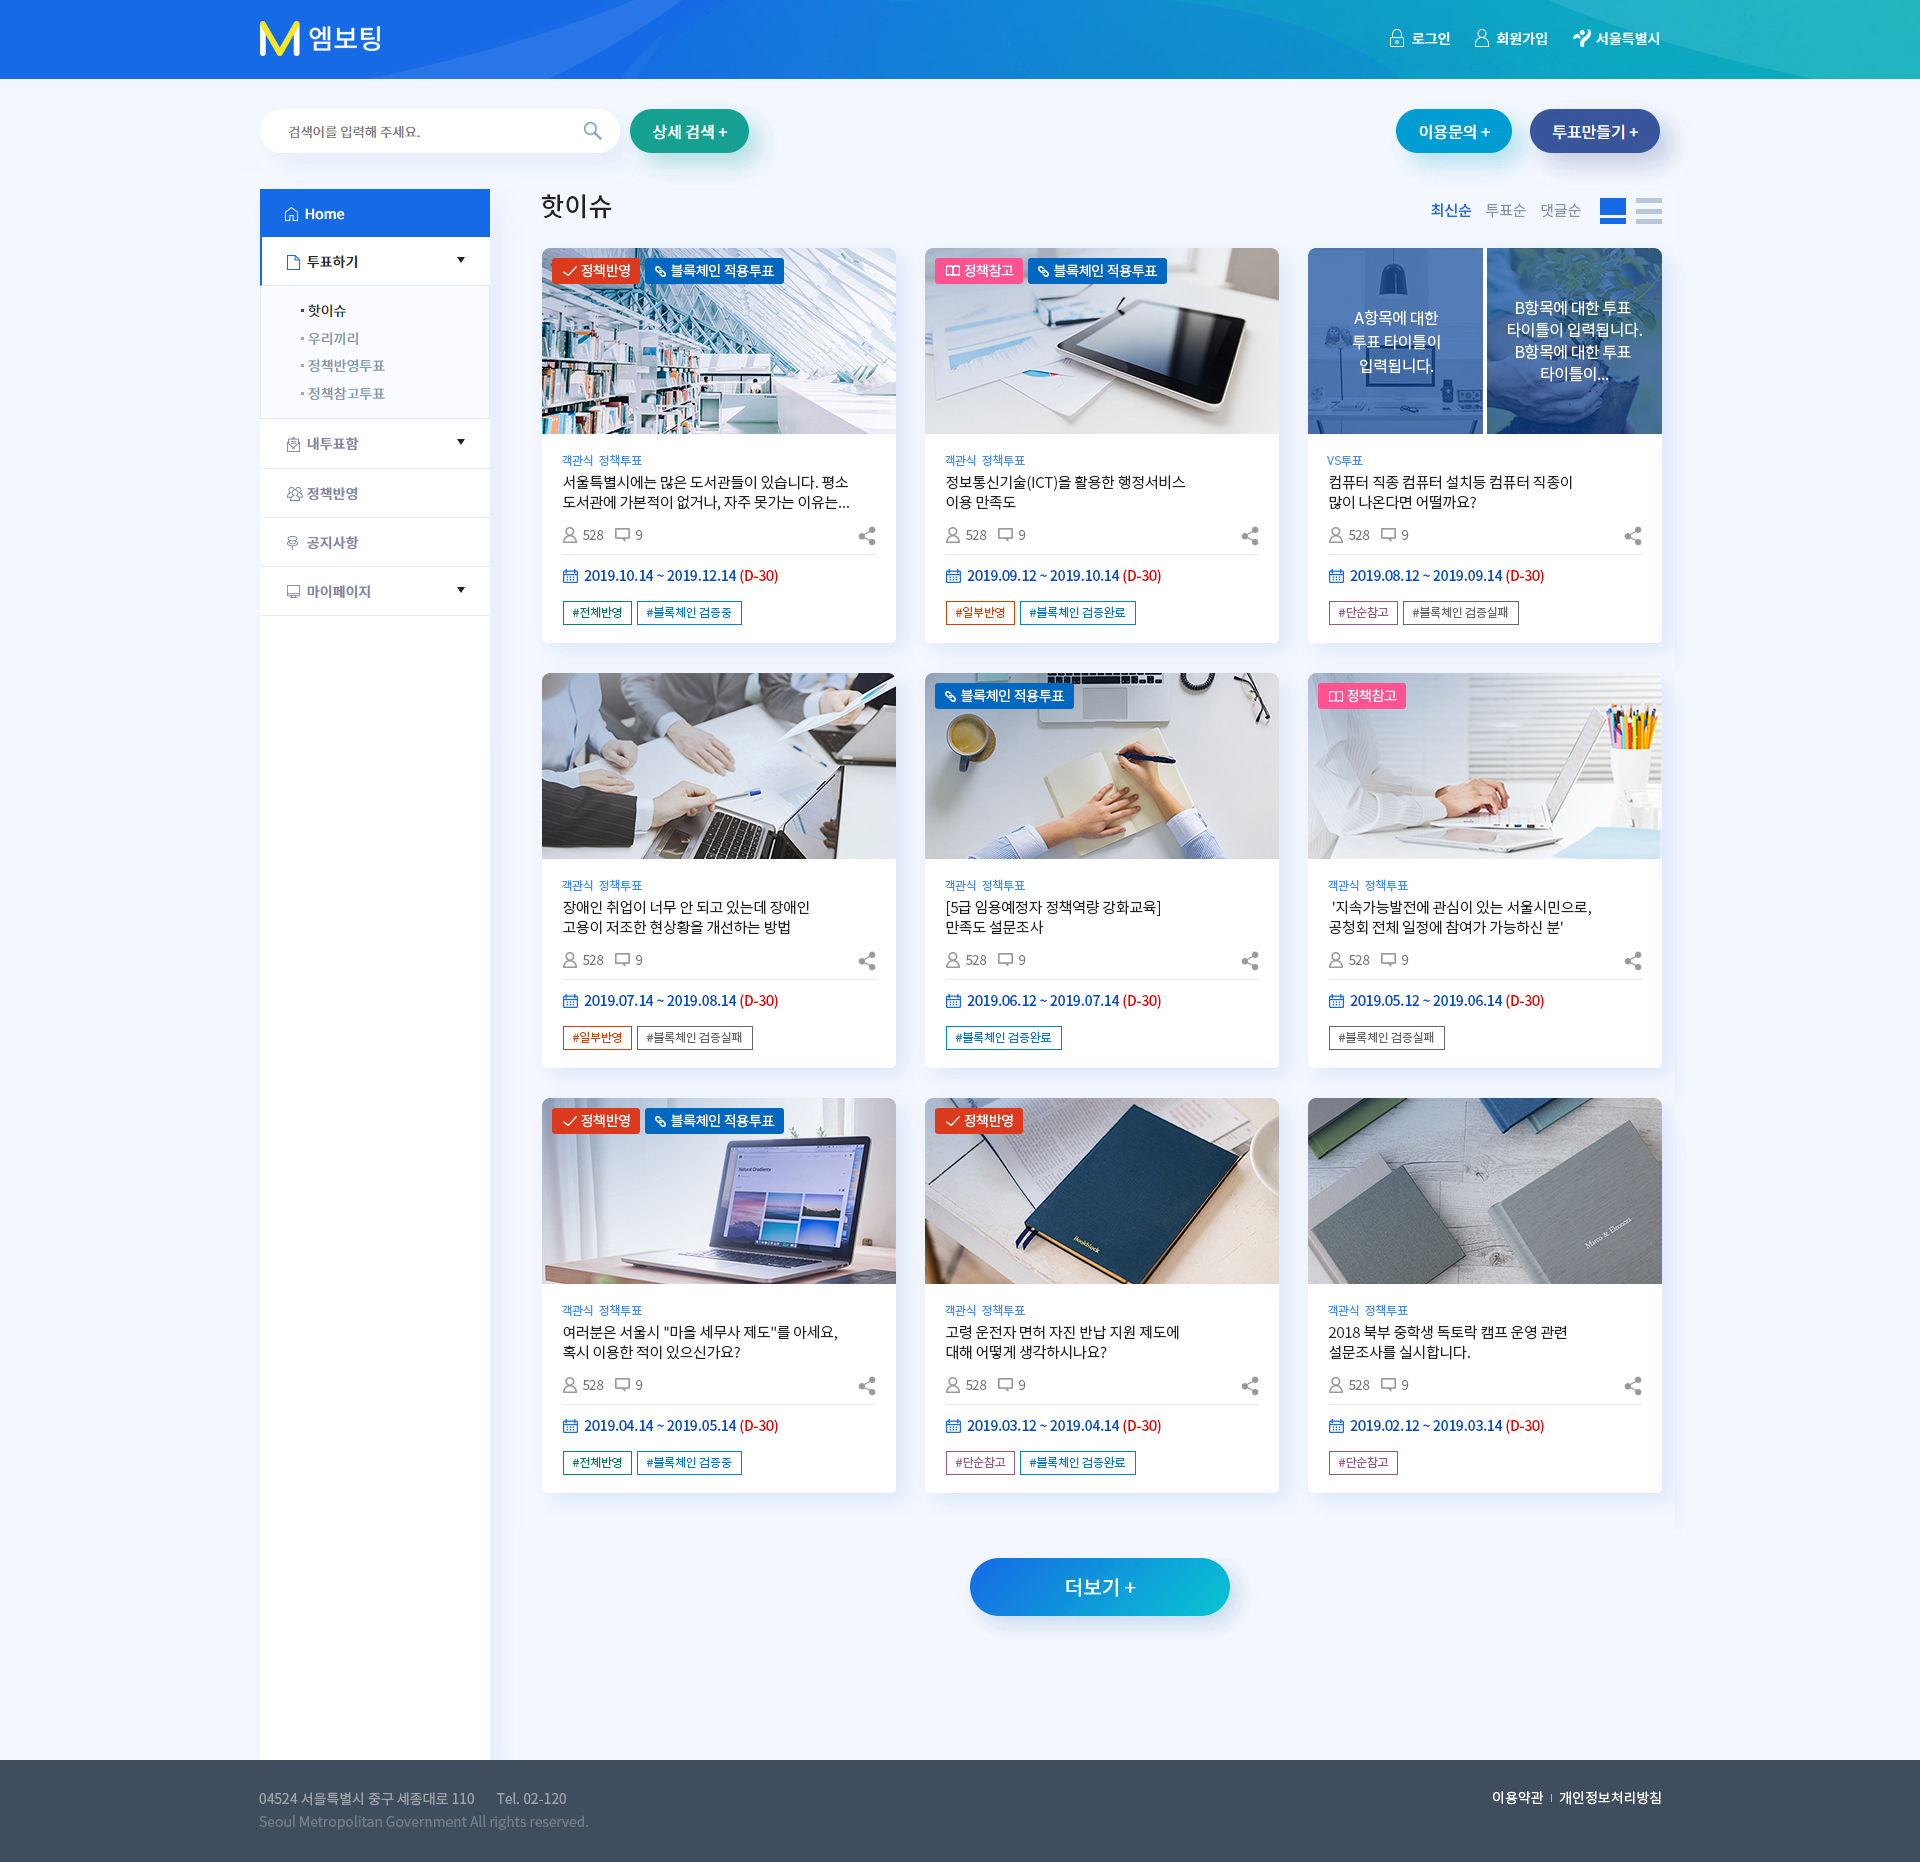 엠보팅
로그인
회원가입
서울특별시
검색어를 입력해 주세요.
상세 검색 +
이용문의 +
투표만들기 +
Home
투표하기
핫이슈
우리끼리
정책반영투표
정책참고투표
내투표함
정책반영
공지사항
마이페이지
핫이슈
최신순 투표순 댓글순
정책반영 블록체인 적용투표
객관식 정책투표
서울특별시에는 많은 도서관들이 있습니다. 평소
도서관에 가본적이 없거나, 자주 못가는 이유는...
528 9
2019.10.14 ~ 2019.12.14 (D-30)
#전체반영 #블록체인 검증중
정책참고 블록체인 적용투표
객관식 정책투표
정보통신기술(ICT)을 활용한 행정서비스
이용 만족도
528 9
2019.09.12 ~ 2019.10.14 (D-30)
#일부반영 #블록체인 검증완료
A항목에 대한
투표 타이틀이
입력됩니다.
B항목에 대한 투표
타이틀이 입력됩니다.
B항목에 대한 투표
타이틀이...
VS투표
컴퓨터 직종 컴퓨터 설치등 컴퓨터 직종이
많이 나온다면 어떨까요?
528 9
2019.08.12 ~ 2019.09.14 (D-30)
#단순참고 #블록체인 검증실패
객관식 정책투표
장애인 취업이 너무 안 되고 있는데 장애인
고용이 저조한 현상황을 개선하는 방법
528 9
2019.07.14 ~ 2019.08.14 (D-30)
#일부반영 #블록체인 검증실패
블록체인 적용투표
객관식 정책투표
[5급 임용예정자 정책역량 강화교육]
만족도 설문조사
528 9
2019.06.12 ~ 2019.07.14 (D-30)
#블록체인 검증완료
정책참고
객관식 정책투표
'지속가능발전에 관심이 있는 서울시민으로,
공청회 전체 일정에 참여가 가능하신 분'
528 9
2019.05.12 ~ 2019.06.14 (D-30)
#블록체인 검증실패
정책반영 블록체인 적용투표
Natural Gradients
객관식 정책투표
여러분은 서울시 "마을 세무사 제도"를 아세요,
혹시 이용한 적이 있으신가요?
528 9
2019.04.14 ~ 2019.05.14 (D-30)
#전체반영 #블록체인 검증중
정책반영
Bookblock
객관식 정책투표
고령 운전자 면허 자진 반납 지원 제도에
대해 어떻게 생각하시나요?
528 9
2019.03.12 ~ 2019.04.14 (D-30)
#단순참고 #블록체인 검증완료
Marco & Eleonora
객관식 정책투표
2018 북부 중학생 독토락 캠프 운영 관련
설문조사를 실시합니다.
528 9
2019.02.12 ~ 2019.03.14 (D-30)
#단순참고
더보기 +
04524 서울특별시 중구 세종대로 110 Tel. 02-120
Seoul Metropolitan Government All rights reserved.
이용약관 | 개인정보처리방침